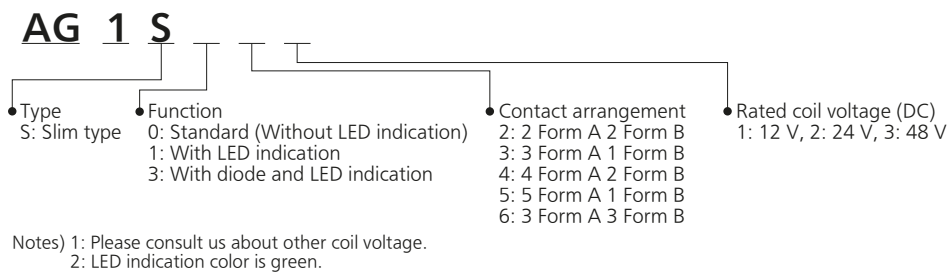 AG 1 S
Type
S: Slim type
Function
0: Standard (Without LED indication)
1: With LED indication
3: With diode and LED indication
Contact arrangement
2: 2 Form A 2 Form B
3: 3 Form A 1 Form B
4: 4 Form A 2 Form B
5: 5 Form A 1 Form B
6: 3 Form A 3 Form B
Rated coil voltage (DC)
1: 12 V, 2: 24 V, 3: 48 V
Notes) 1: Please consult us about other coil voltage.
2: LED indication color is green.